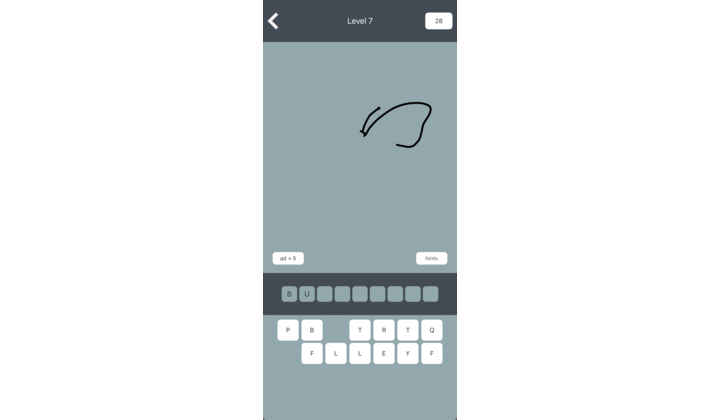 Level 7
28
ad + 5
hints
B U
P B T R T Q
F L L E Y F